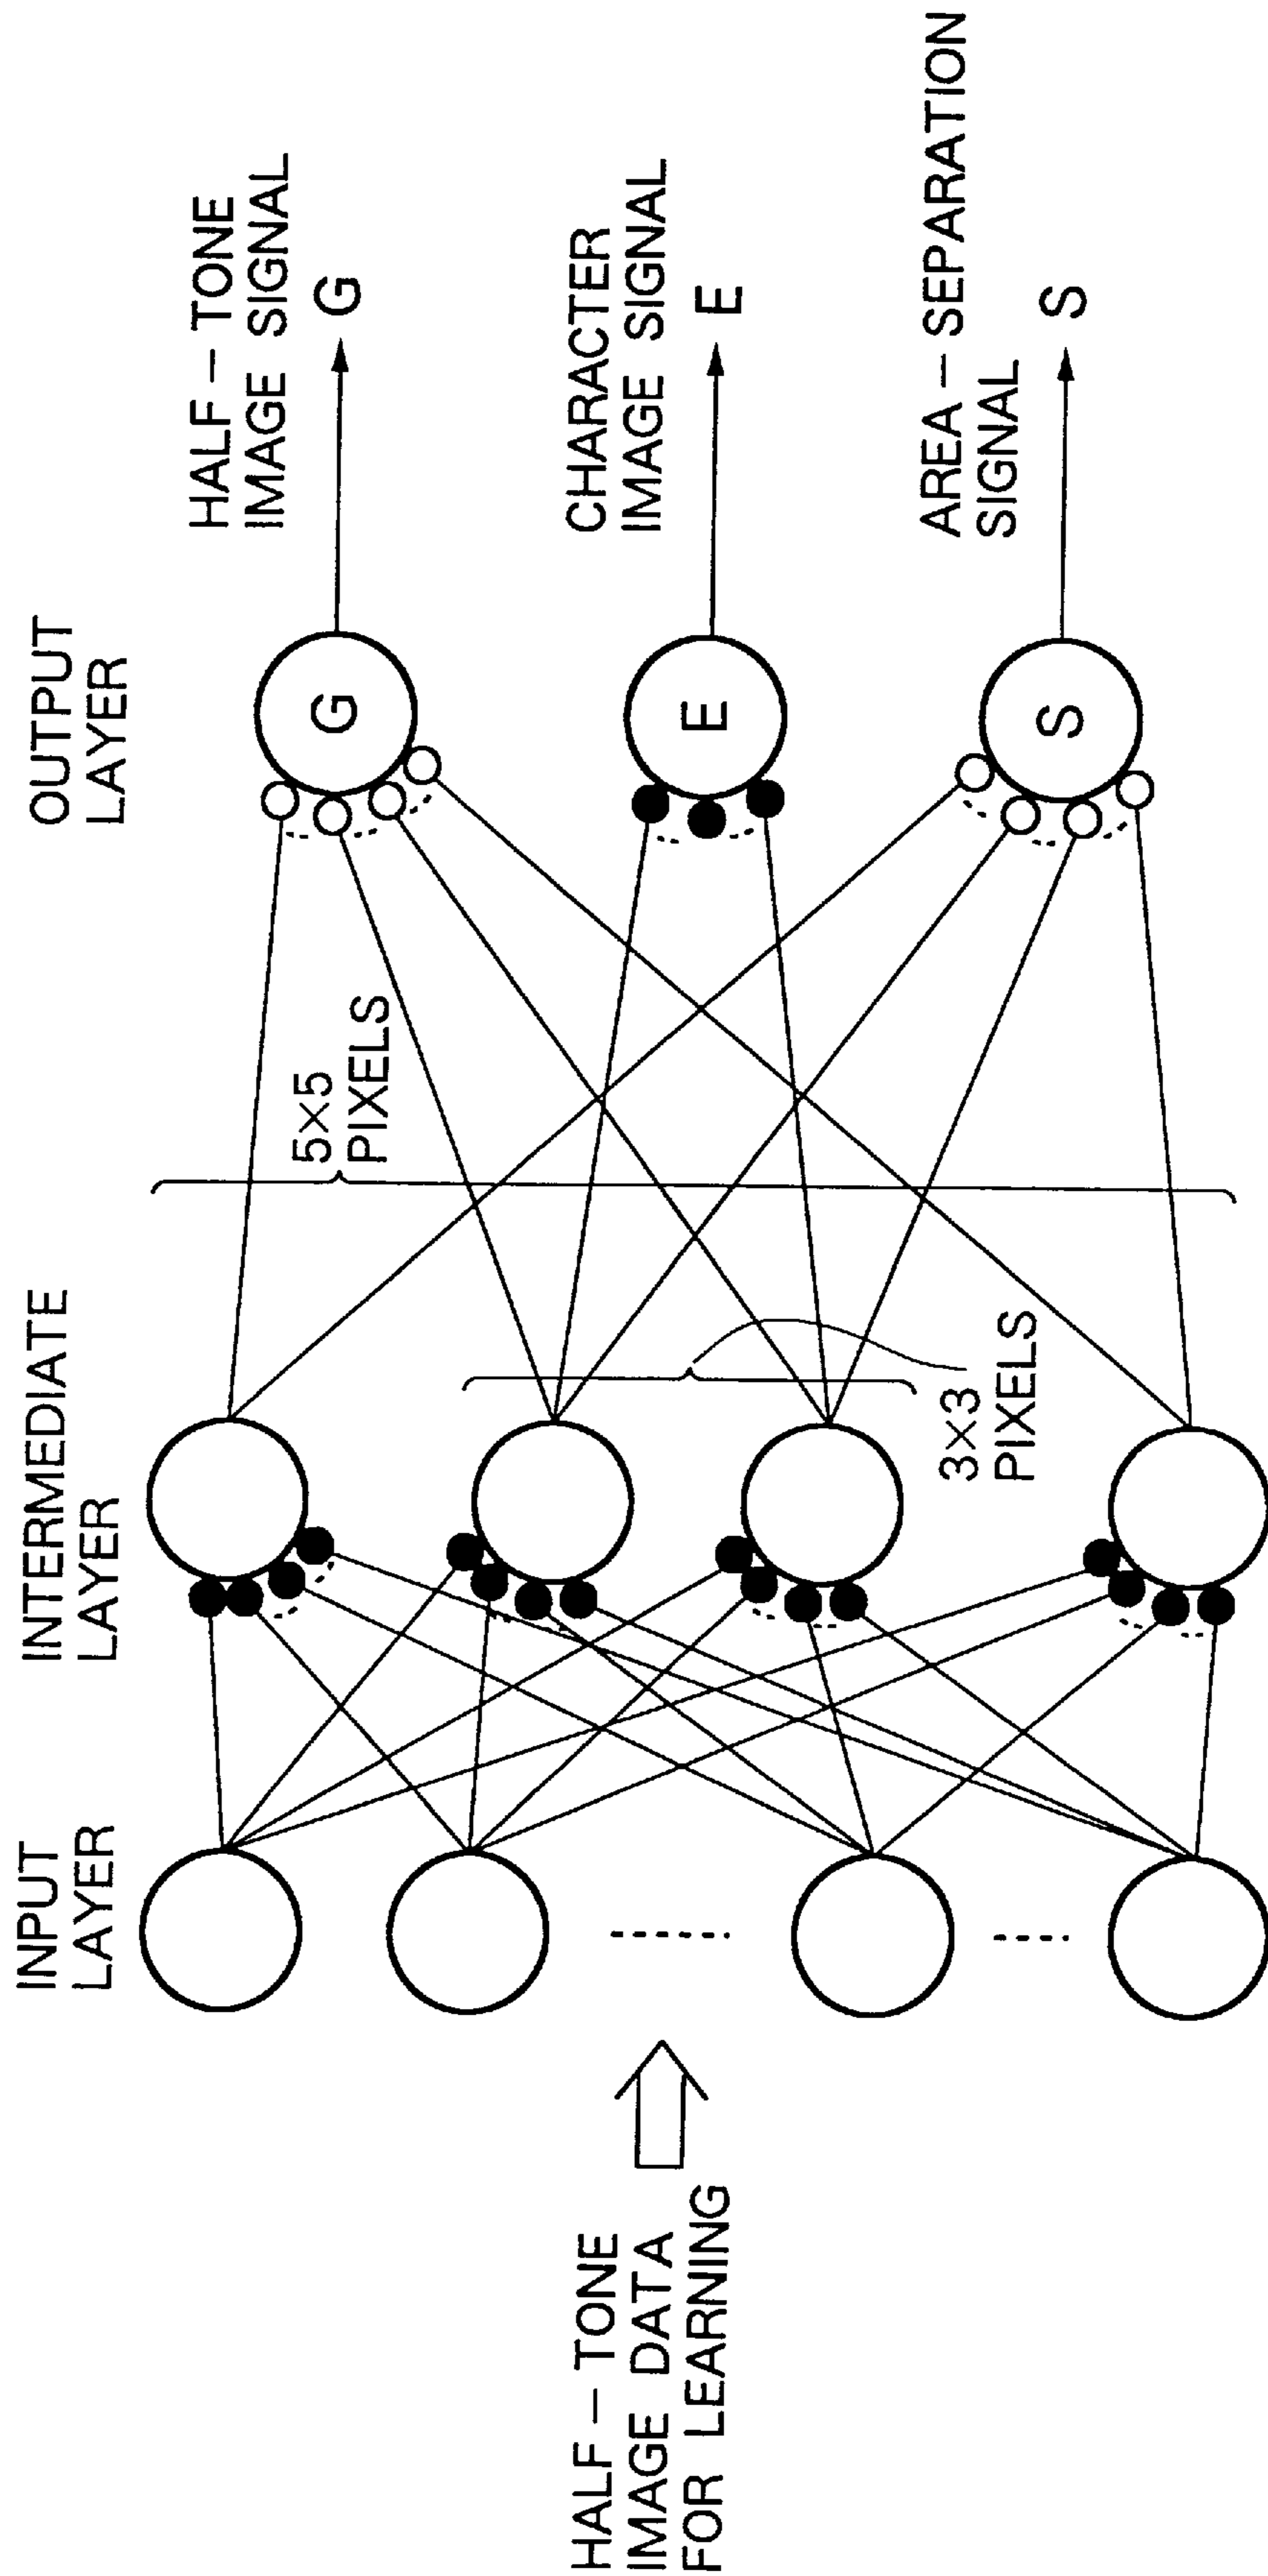 INPUT
LAYER
INTERMEDIATE
LAYER
OUTPUT
LAYER
HALF – TONE
IMAGE DATA
FOR LEARNING
5×5
PIXELS
3×3
PIXELS
G
HALF – TONE
IMAGE SIGNAL
G
E
CHARACTER
IMAGE SIGNAL
E
S
AREA – SEPARATION
SIGNAL
S